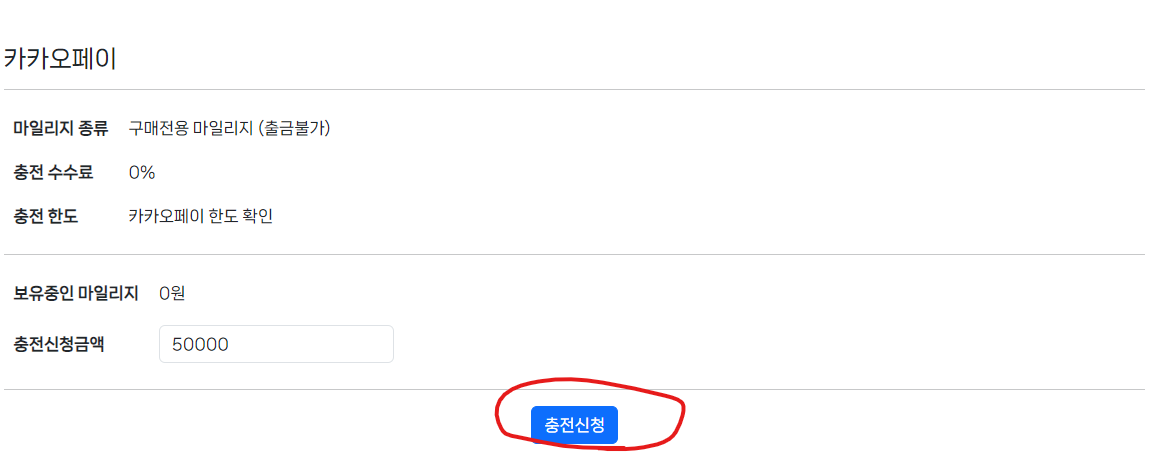 카카오페이
마일리지 종류 구매전용 마일리지 (출금불가)
충전 수수료 0%
충전 한도 카카오페이 한도 확인
보유중인 마일리지 0원
충전신청금액 50000
충전신청